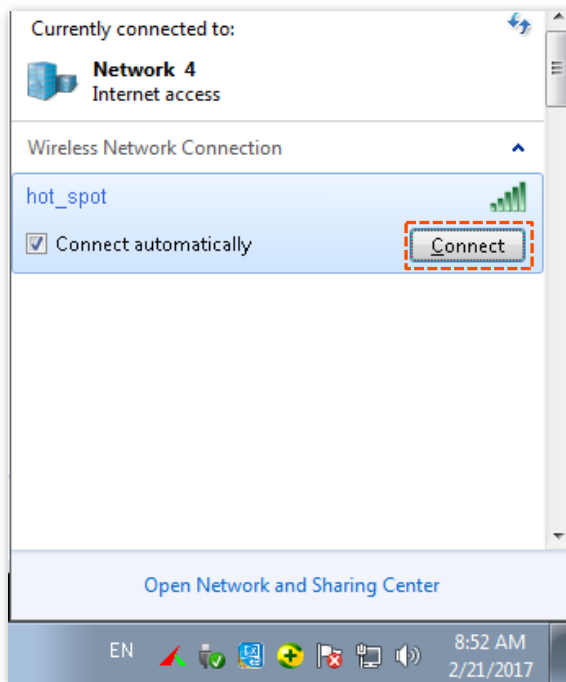 Currently connected to:
Network 4
Internet access
Wireless Network Connection
hot_spot
Connect automatically
Connect
Open Network and Sharing Center
EN
8:52 AM
2/21/2017